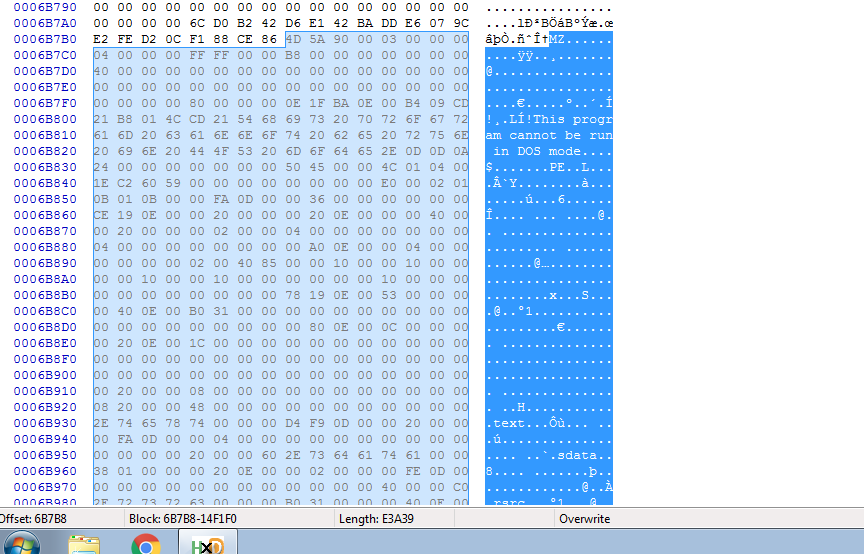 0006B790 00 00 00 00 00 00 00 00 00 00 00 00 00 00 00 00 ................
0006B7A0 00 00 00 00 6C D0 B2 42 D6 E1 42 BA DD E6 07 9C ....lÐ²BÖáBºÝæ.œ
0006B7B0 E2 FE D2 0C F1 88 CE 86 4D 5A 90 00 03 00 00 00 âþÒ.ñˆÎ†MZ......
0006B7C0 04 00 00 00 FF FF 00 00 B8 00 00 00 00 00 00 00 ....ÿÿ..¸.......
0006B7D0 40 00 00 00 00 00 00 00 00 00 00 00 00 00 00 00 @...............
0006B7E0 00 00 00 00 00 00 00 00 00 00 00 00 00 00 00 00 ................
0006B7F0 00 00 00 00 80 00 00 00 0E 1F BA 0E 00 B4 09 CD ....€.....º..´.Í
0006B800 21 B8 01 4C CD 21 54 68 69 73 20 70 72 6F 67 72 !¸.LÍ!This progr
0006B810 61 6D 20 63 61 6E 6E 6F 74 20 62 65 20 72 75 6E am cannot be run
0006B820 20 69 6E 20 44 4F 53 20 6D 6F 64 65 2E 0D 0D 0A  in DOS mode....
0006B830 24 00 00 00 00 00 00 00 50 45 00 00 4C 01 04 00 $.......PE..L...
0006B840 1E C2 60 59 00 00 00 00 00 00 00 00 E0 00 02 01 .Â`Y........à...
0006B850 0B 01 0B 00 00 FA 0D 00 00 36 00 00 00 00 00 00 .....ú...6......
0006B860 CE 19 0E 00 00 20 00 00 00 20 0E 00 00 00 40 00 Î.... ... ....@.
0006B870 00 20 00 00 00 02 00 00 04 00 00 00 00 00 00 00 . ..............
0006B880 04 00 00 00 00 00 00 00 00 A0 0E 00 00 04 00 00 ......... ......
0006B890 00 00 00 00 02 00 40 85 00 00 10 00 00 10 00 00 ......@…........
0006B8A0 00 00 10 00 00 10 00 00 00 00 00 00 10 00 00 00 ................
0006B8B0 00 00 00 00 00 00 00 00 78 19 0E 00 53 00 00 00 ........x...S...
0006B8C0 00 40 0E 00 B0 31 00 00 00 00 00 00 00 00 00 00 .@..°1..........
0006B8D0 00 00 00 00 00 00 00 00 00 80 0E 00 0C 00 00 00 .........€......
0006B8E0 00 20 0E 00 1C 00 00 00 00 00 00 00 00 00 00 00 . ..............
0006B8F0 00 00 00 00 00 00 00 00 00 00 00 00 00 00 00 00 ................
0006B900 00 00 00 00 00 00 00 00 00 00 00 00 00 00 00 00 ................
0006B910 00 20 00 00 08 00 00 00 00 00 00 00 00 00 00 00 . ..............
0006B920 08 20 00 00 48 00 00 00 00 00 00 00 00 00 00 00 . ..H...........
0006B930 2E 74 65 78 74 00 00 00 D4 F9 0D 00 00 20 00 00 .text...Ôù... ..
0006B940 00 FA 0D 00 00 04 00 00 00 00 00 00 00 00 00 00 .ú..............
0006B950 00 00 00 00 20 00 00 60 2E 73 64 61 74 61 00 00 .... ..`.sdata..
0006B960 38 01 00 00 00 20 0E 00 00 02 00 00 00 FE 0D 00 8.... .......þ..
0006B970 00 00 00 00 00 00 00 00 00 00 00 00 40 00 00 C0 ............@..À
0006B980 2E 72 73 72 63 00 00 00 B0 31 00 00 00 40 0E 00 .rsrc...°1...@..
Offset: 6B7B8 Block: 6B7B8-14F1F0 Length: E3A39 Overwrite
HxD